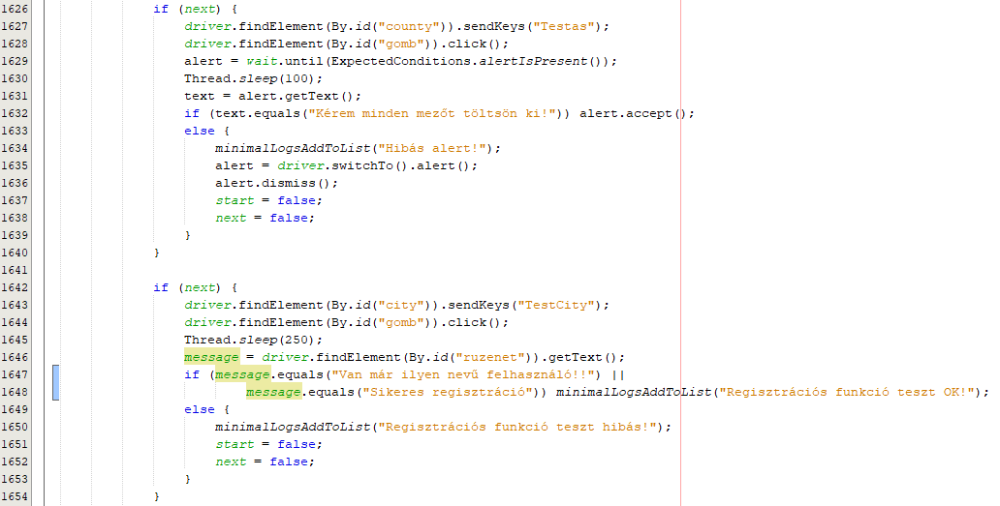 1626 if (next) {
1627 driver.findElement(By.id("county")).sendKeys("Testas");
1628 driver.findElement(By.id("gomb")).click();
1629 alert = wait.until(ExpectedConditions.alertIsPresent());
1630 Thread.sleep(100);
1631 text = alert.getText();
1632 if (text.equals("Kérem minden mezőt töltsön ki!")) alert.accept();
1633 else {
1634 minimalLogsAddToList("Hibás alert!");
1635 alert = driver.switchTo().alert();
1636 alert.dismiss();
1637 start = false;
1638 next = false;
1639 }
1640 }
1641
1642 if (next) {
1643 driver.findElement(By.id("city")).sendKeys("TestCity");
1644 driver.findElement(By.id("gomb")).click();
1645 Thread.sleep(250);
1646 message = driver.findElement(By.id("ruzenet")).getText();
1647 if (message.equals("Van már ilyen nevű felhasználó!!") ||
1648 message.equals("Sikeres regisztráció")) minimalLogsAddToList("Regisztrációs funkció teszt OK!");
1649 else {
1650 minimalLogsAddToList("Regisztrációs funkció teszt hibás!");
1651 start = false;
1652 next = false;
1653 }
1654 }